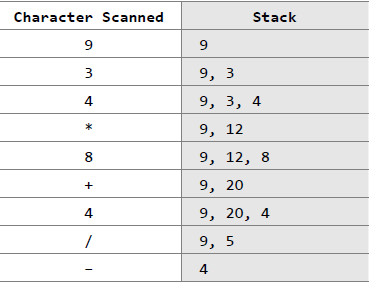 Character Scanned Stack
9 9
3 9, 3
4 9, 3, 4
* 9, 12
8 9, 12, 8
+ 9, 20
4 9, 20, 4
/ 9, 5
- 4